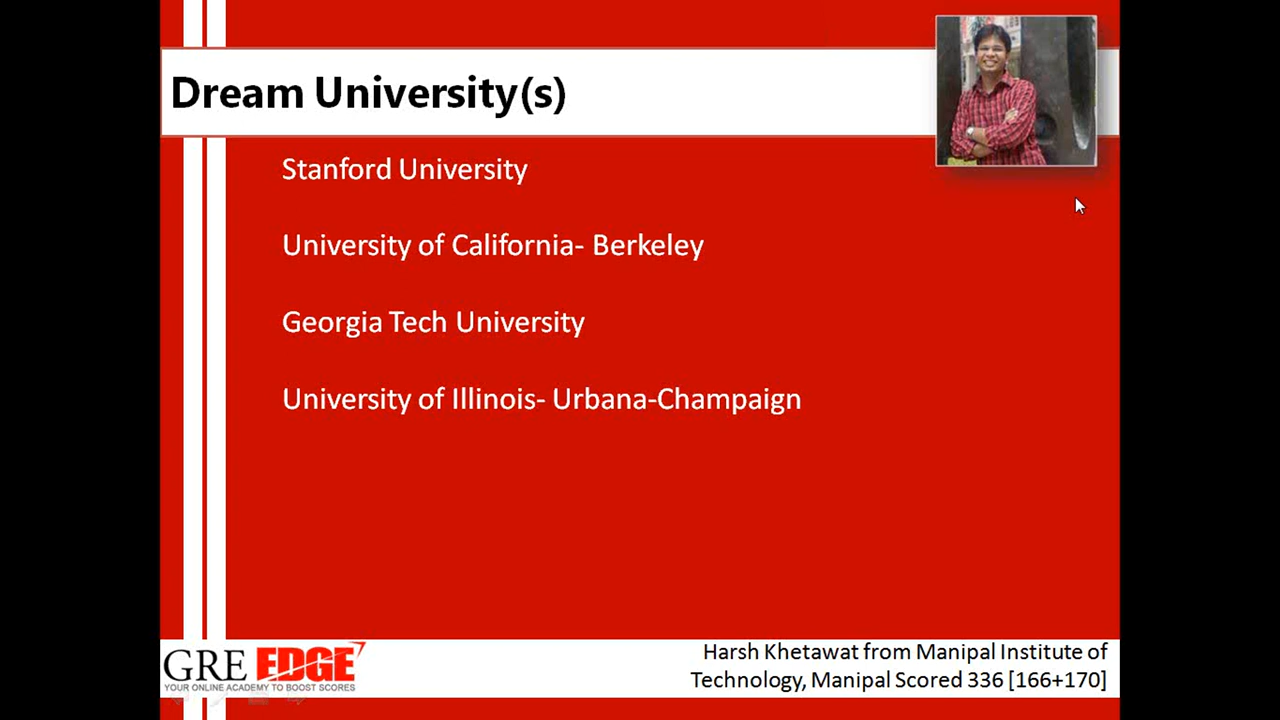 Dream University(s)
Stanford University
University of California- Berkeley
Georgia Tech University
University of Illinois- Urbana-Champaign
GRE EDGE
YOUR ONLINE ACADEMY TO BOOST SCORES
Harsh Khetawat from Manipal Institute of
Technology, Manipal Scored 336 [166+170]